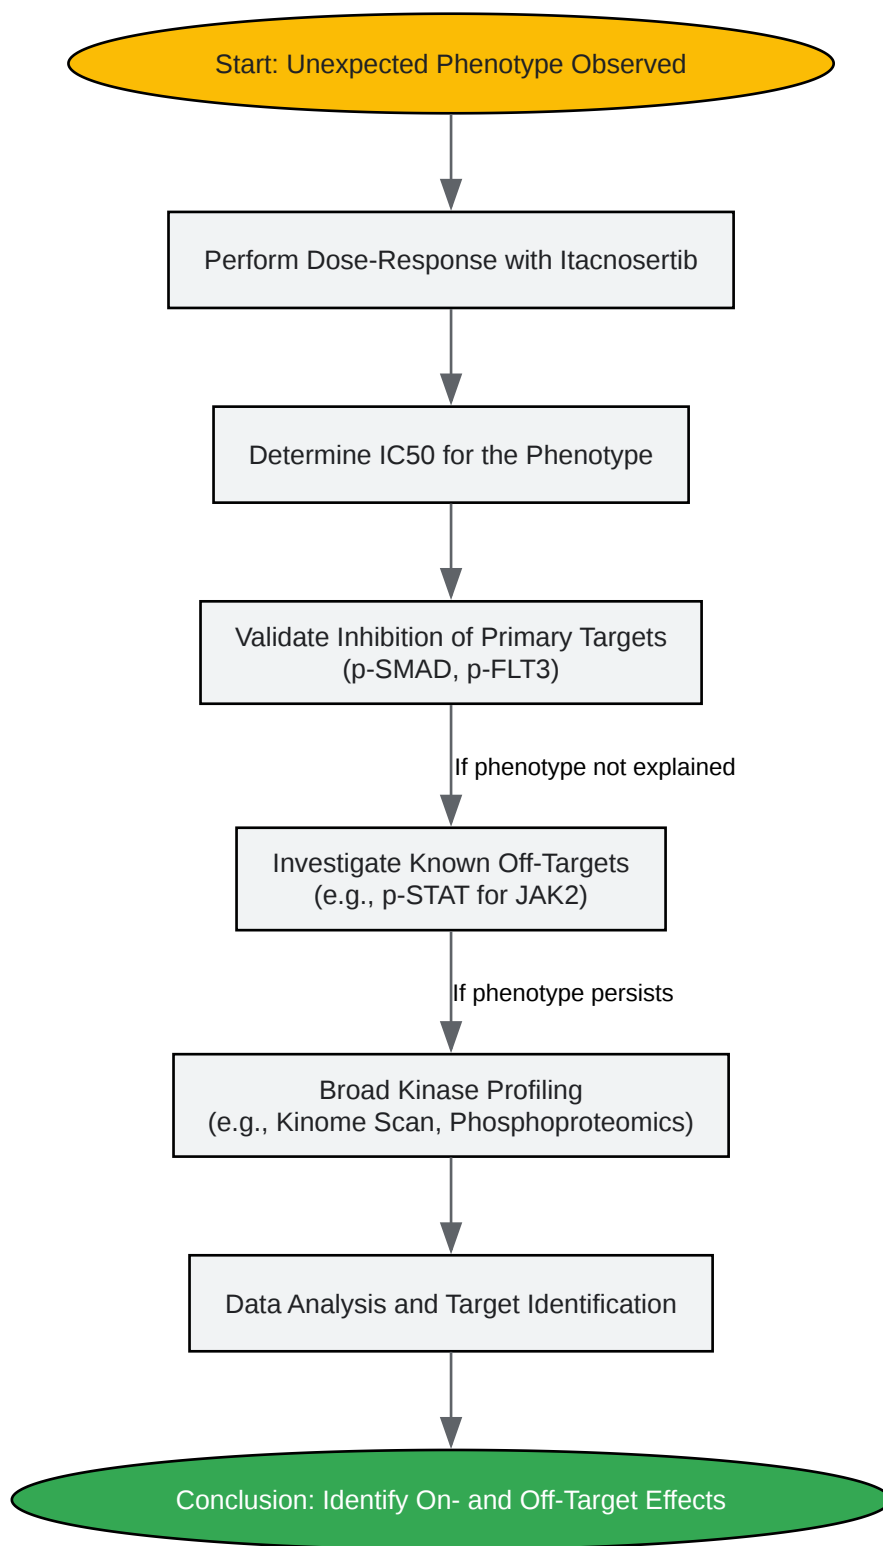 Start: Unexpected Phenotype Observed
Perform Dose-Response with Itacnosertib
Determine IC50 for the Phenotype
Validate Inhibition of Primary Targets
(p-SMAD, p-FLT3)
If phenotype not explained
Investigate Known Off-Targets
(e.g., p-STAT for JAK2)
If phenotype persists
Broad Kinase Profiling
(e.g., Kinome Scan, Phosphoproteomics)
Data Analysis and Target Identification
Conclusion: Identify On- and Off-Target Effects